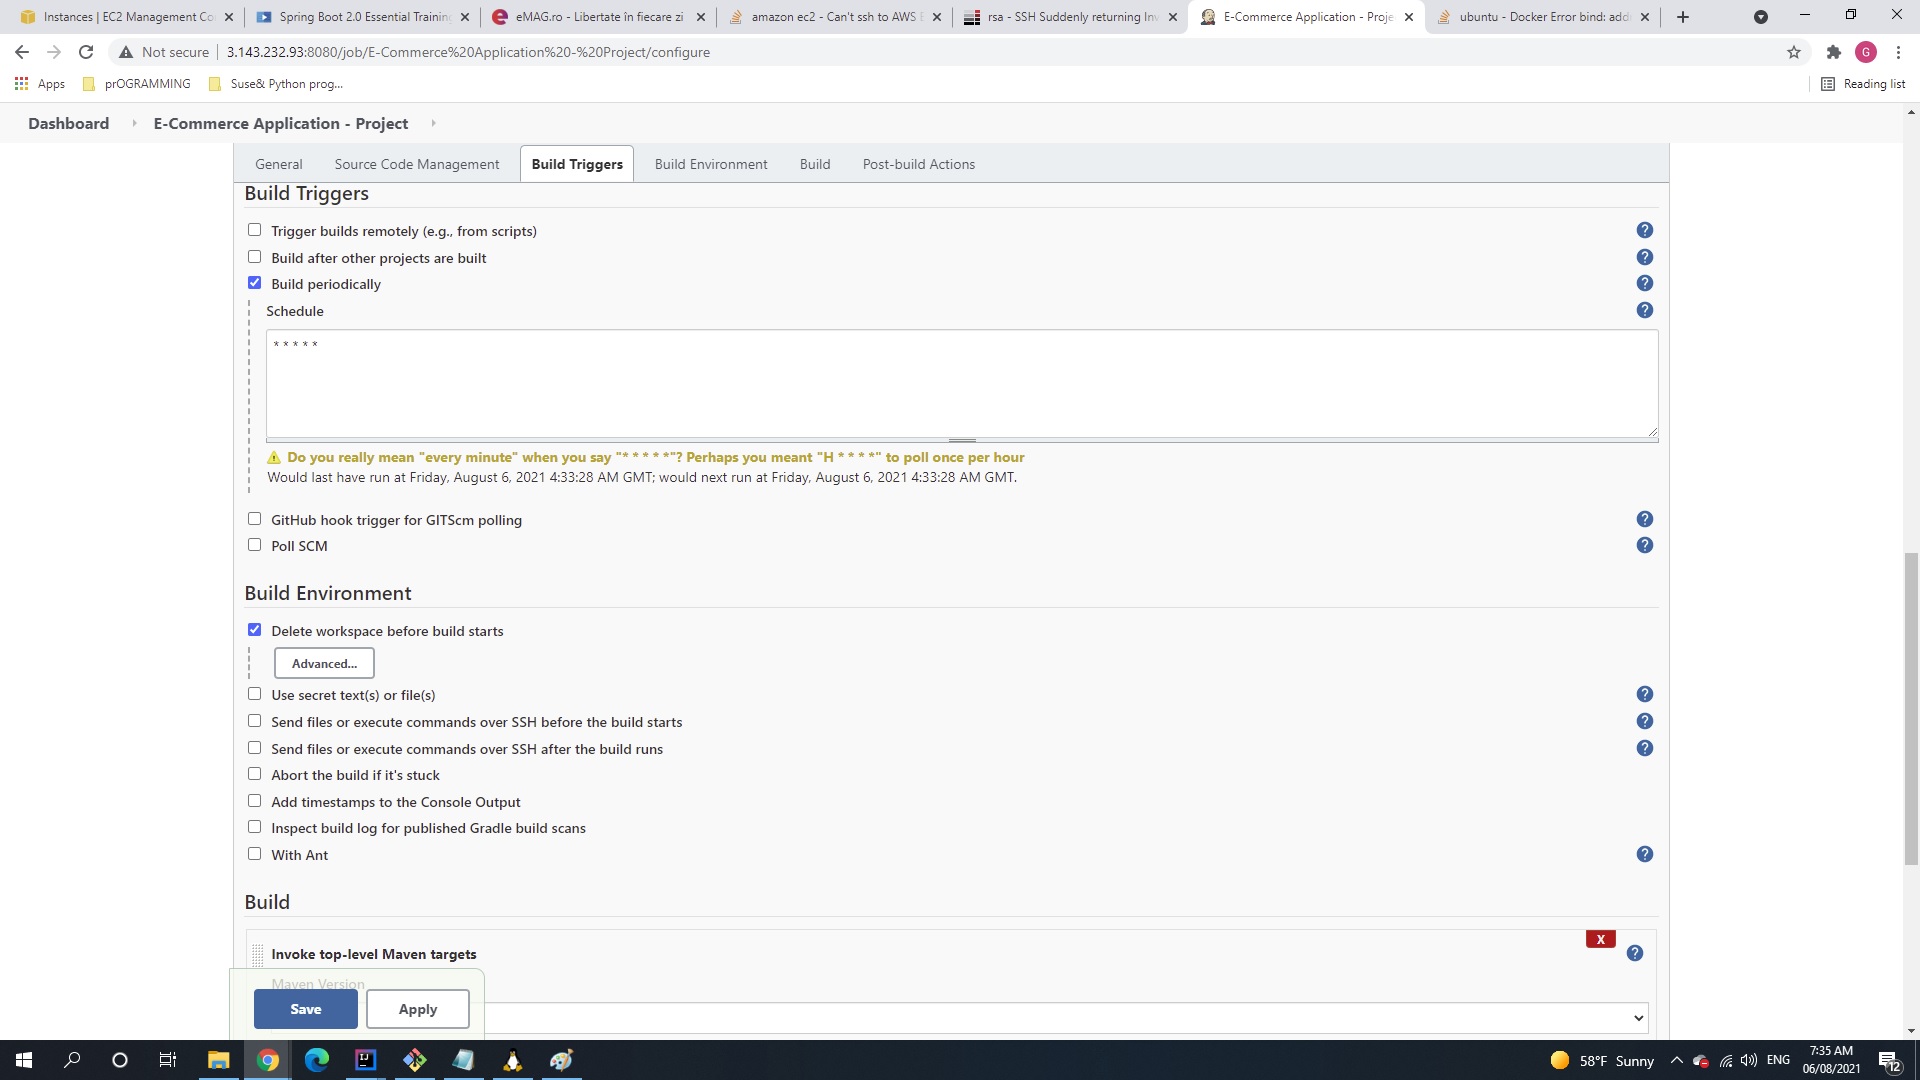 Instances | EC2 Management Co
Spring Boot 2.0 Essential Training
eMAG.ro - Libertate în fiecare zi
amazon ec2 - Can't ssh to AWS E
rsa - SSH Suddenly returning Inv
E-Commerce Application - Proje
ubuntu - Docker Error bind: add
Not secure
3.143.232.93:8080/job/E-Commerce%20Application%20-%20Project/configure
G
Apps
prOGRAMMING
Suse& Python prog...
Reading list
Dashboard
E-Commerce Application - Project
General
Source Code Management
Build Triggers
Build Environment
Build
Post-build Actions
Build Triggers
Trigger builds remotely (e.g., from scripts)
Build after other projects are built
Build periodically
Schedule
* * * * *
Do you really mean "every minute" when you say "* * * * *"? Perhaps you meant "H * * * *" to poll once per hour
Would last have run at Friday, August 6, 2021 4:33:28 AM GMT; would next run at Friday, August 6, 2021 4:33:28 AM GMT.
GitHub hook trigger for GITScm polling
Poll SCM
Build Environment
Delete workspace before build starts
Advanced...
Use secret text(s) or file(s)
Send files or execute commands over SSH before the build starts
Send files or execute commands over SSH after the build runs
Abort the build if it's stuck
Add timestamps to the Console Output
Inspect build log for published Gradle build scans
With Ant
Build
X
Invoke top-level Maven targets
Maven Version
Save
Apply
58°F Sunny
ENG
7:35 AM
06/08/2021
12